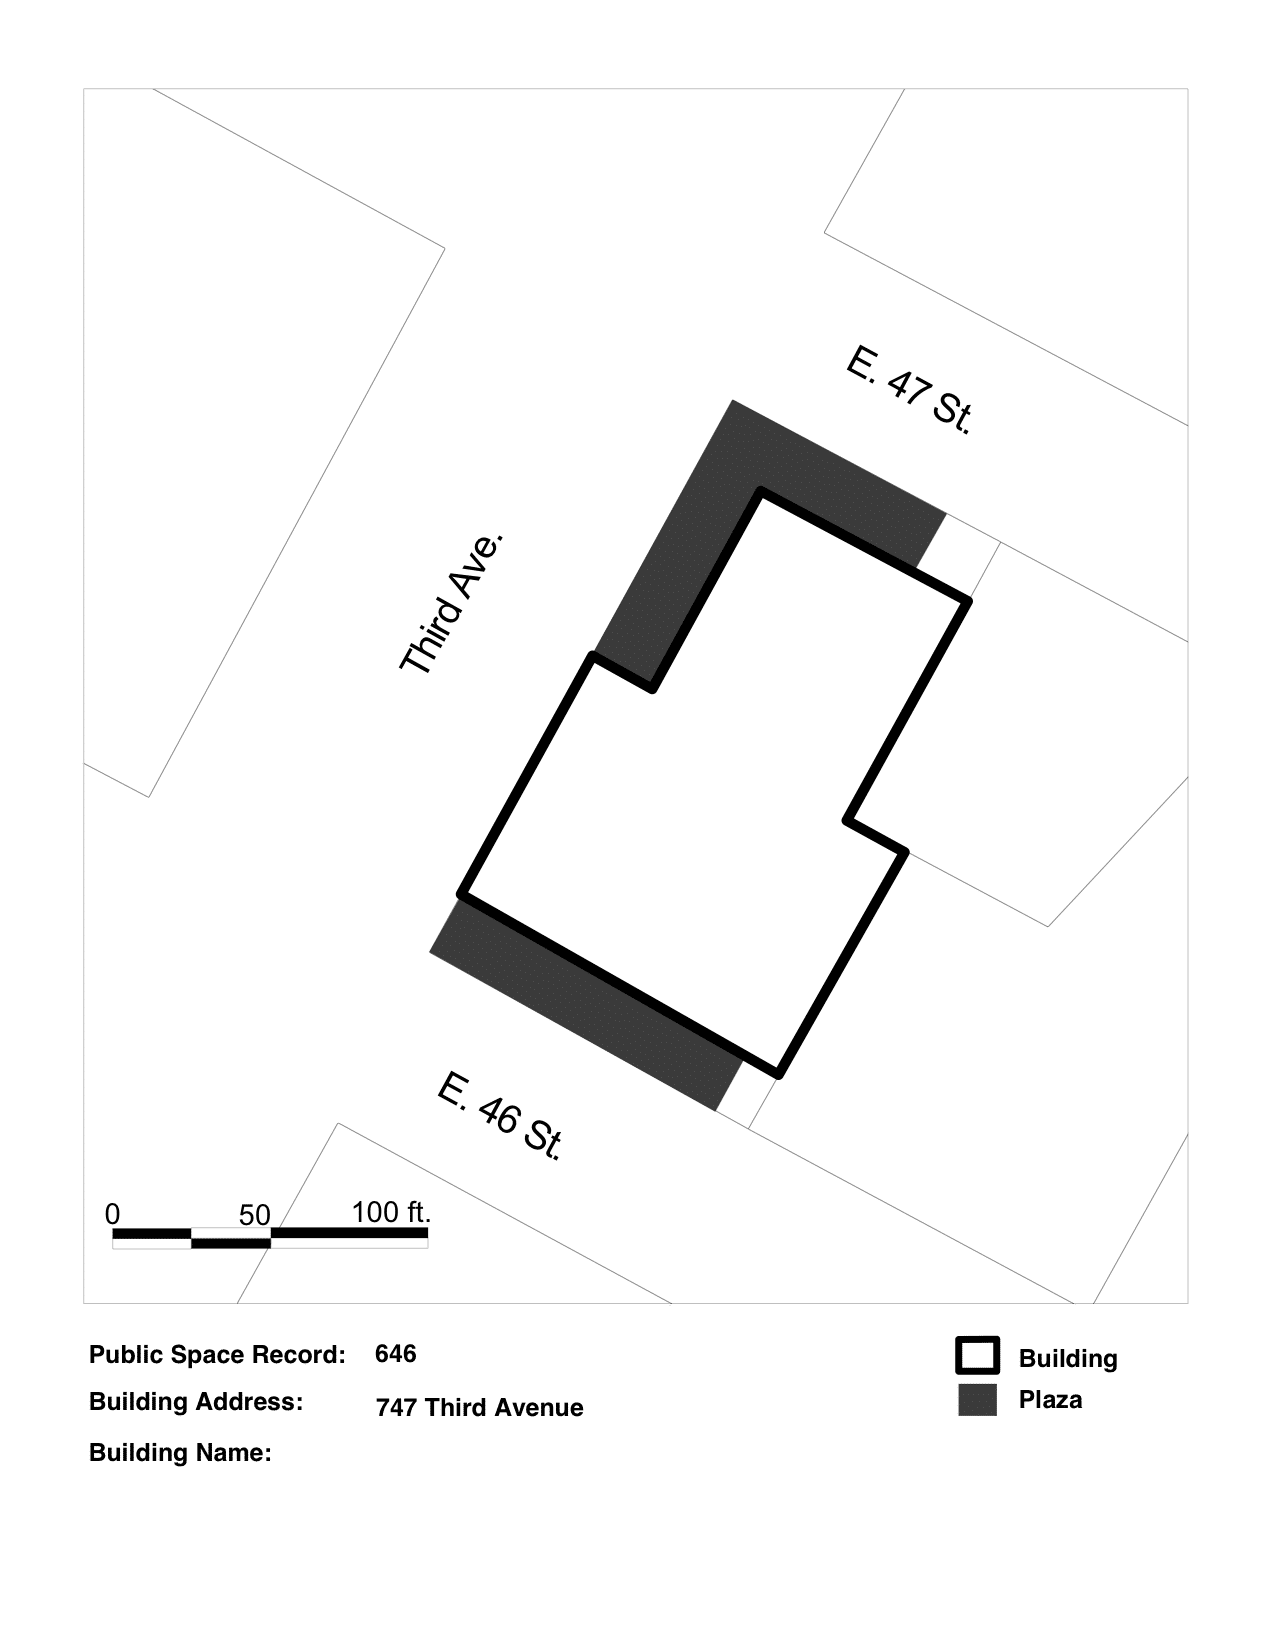 E. 47 St.
Third Ave.
E. 46 St.
0 50 100 ft.
Public Space Record: 646
Building Address: 747 Third Avenue
Building Name:
Building
Plaza